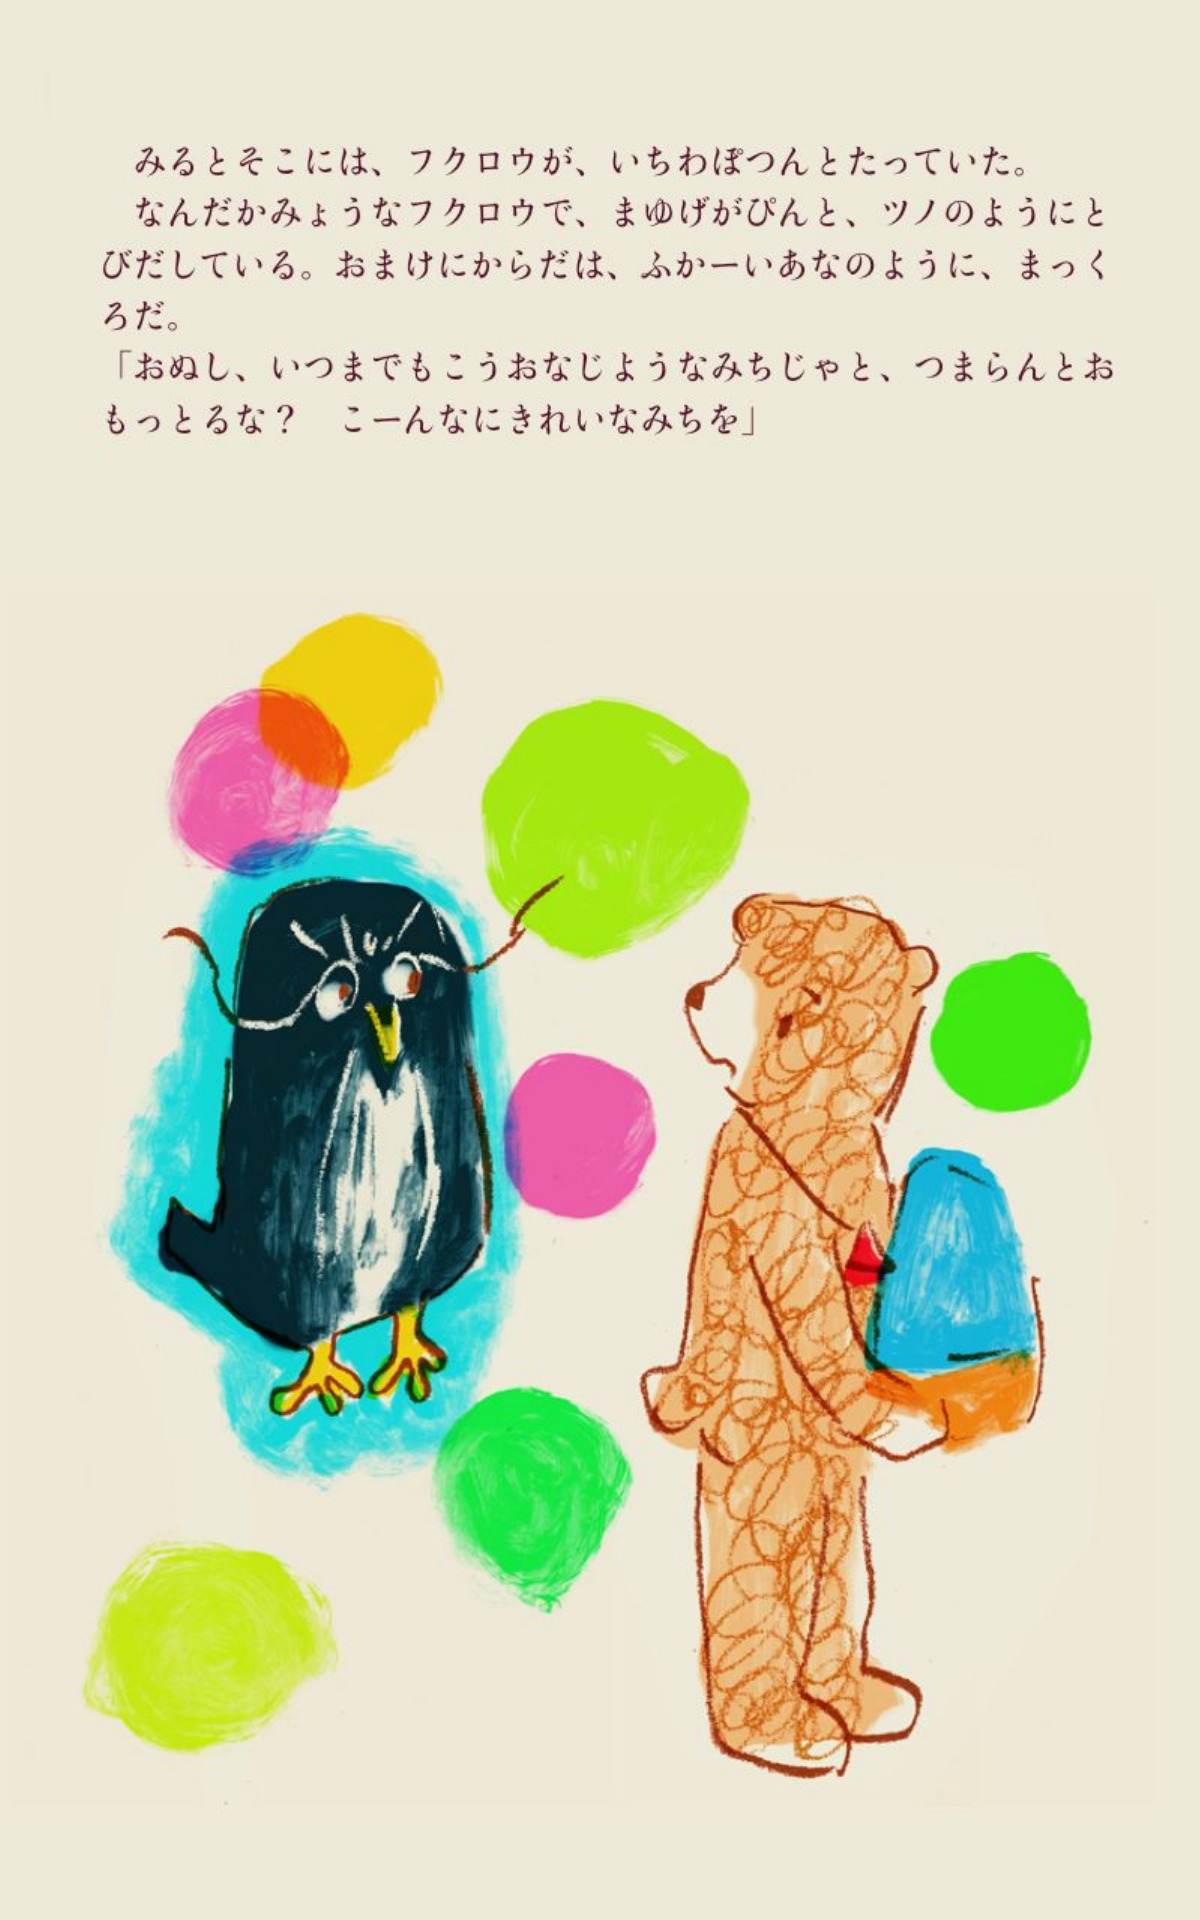 みるとそこには、フクロウが、いちわぽつんとたっていた。
　なんだかみょうなフクロウで、まゆげがぴんと、ツノのようにと
びだしている。おまけにからだは、ふかーいあなのように、まっく
ろだ。
「おぬし、いつまでもこうおなじようなみちじゃと、つまらんとお
もっとるな？　こーんなにきれいなみちを」